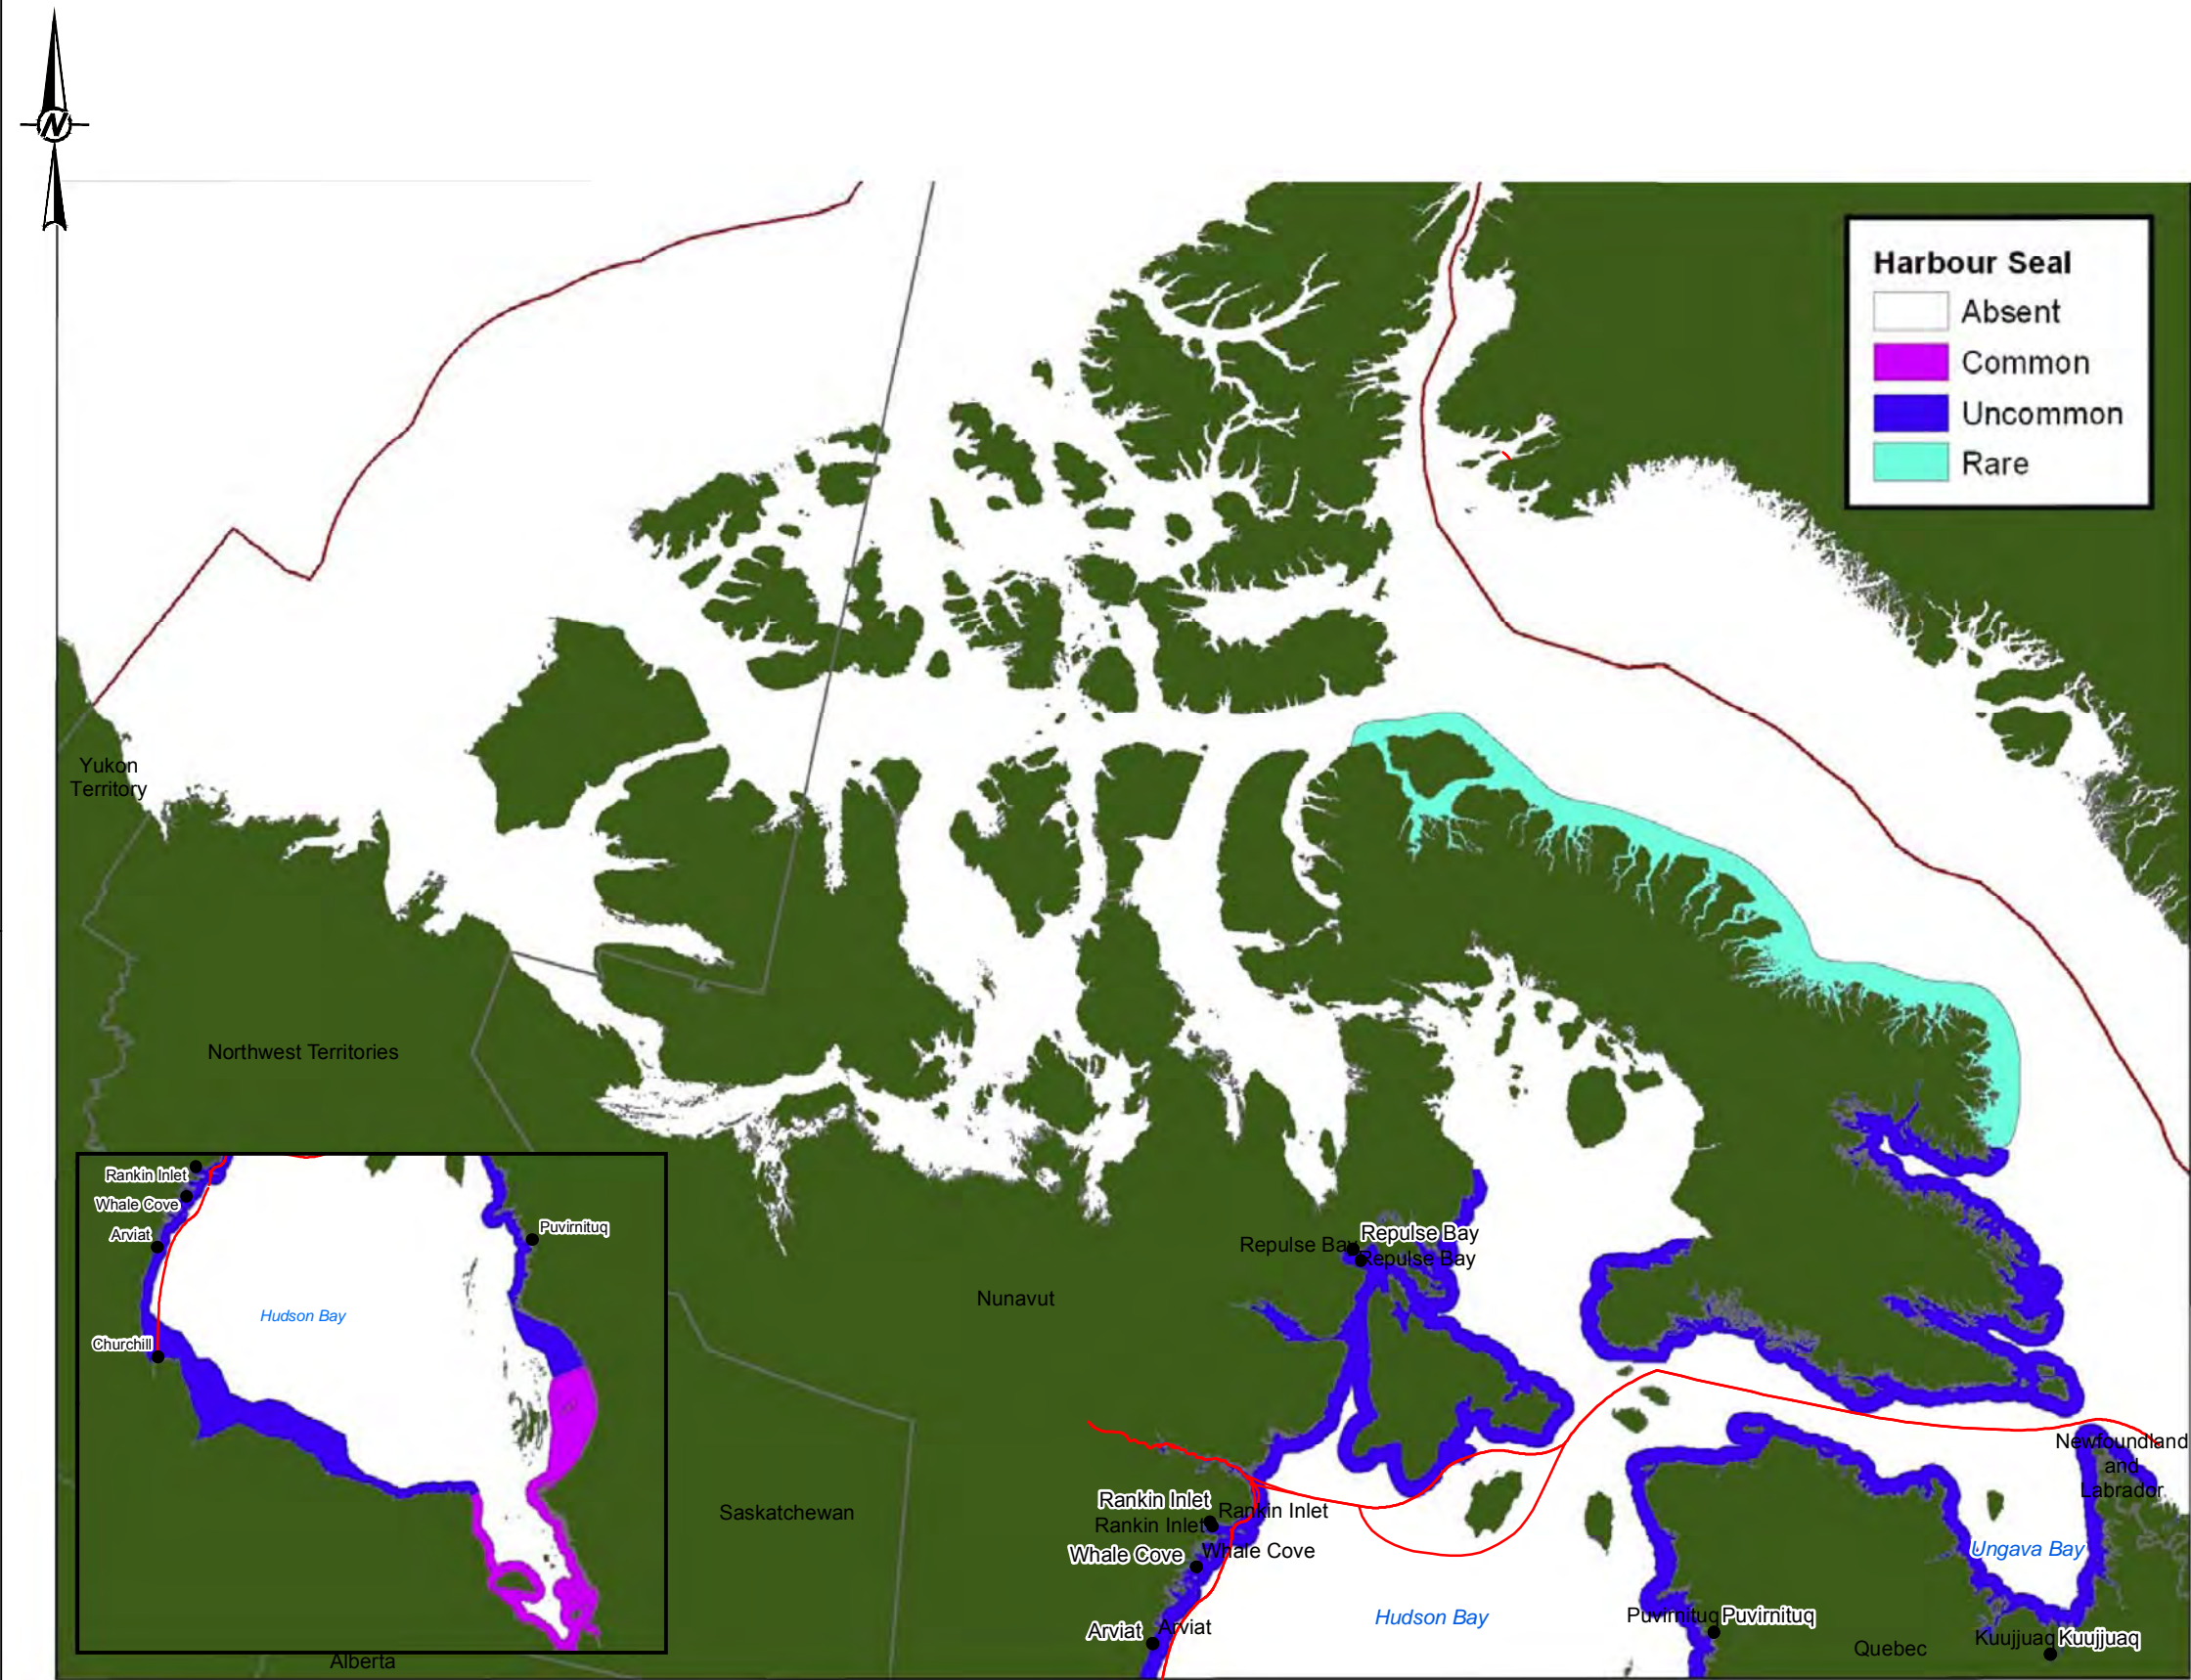 N
Harbour Seal
Absent
Common
Uncommon
Rare
Yukon
Territory
Northwest Territories
Rankin Inlet
Whale Cove
Arviat
Puvirnituq
Hudson Bay
Churchill
Repulse Bay
Repulse Bay
Repulse Bay
Nunavut
Saskatchewan
Newfoundland
and
Labrador
Rankin Inlet
Rankin Inlet
Rankin Inlet
Whale Cove
Whale Cove
Ungava Bay
Hudson Bay
Puvirnituq Puvirnituq
Arviat
Arviat
Quebec
Kuujjuaq Kuujjuaq
Alberta